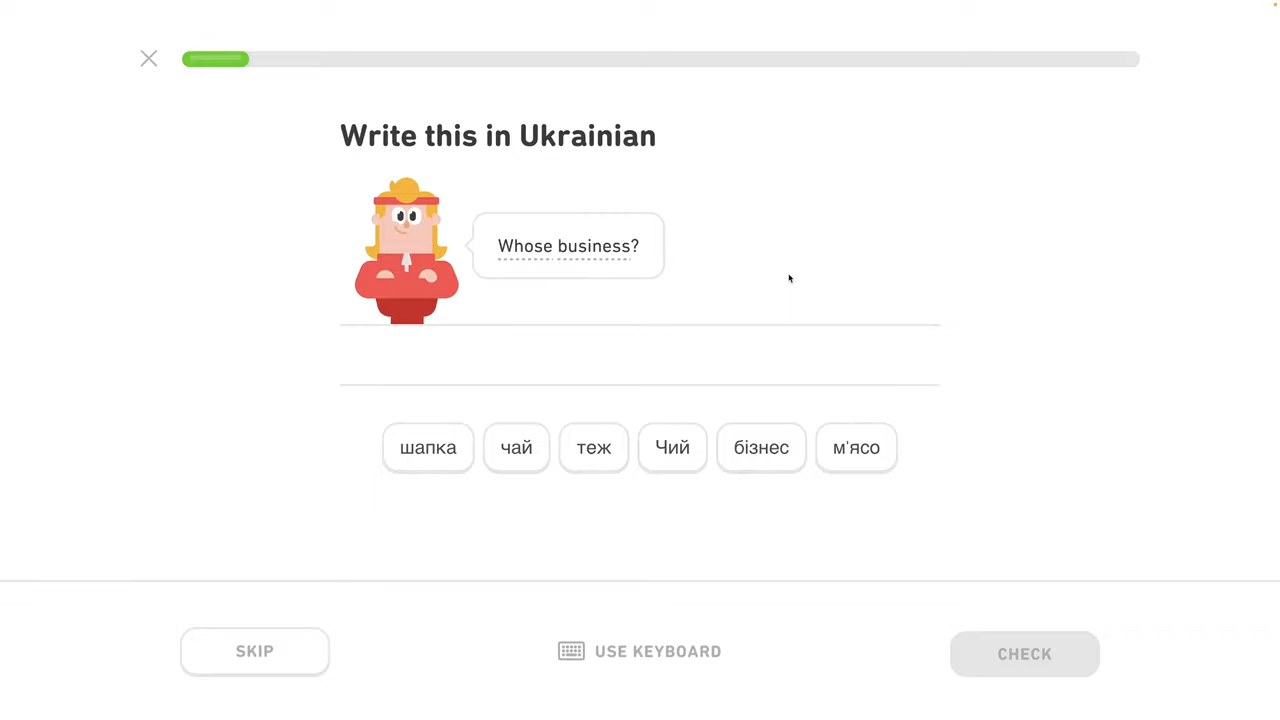 Write this in Ukrainian
Whose business?
шапка чай теж Чий бізнес м'ясо
SKIP USE KEYBOARD CHECK